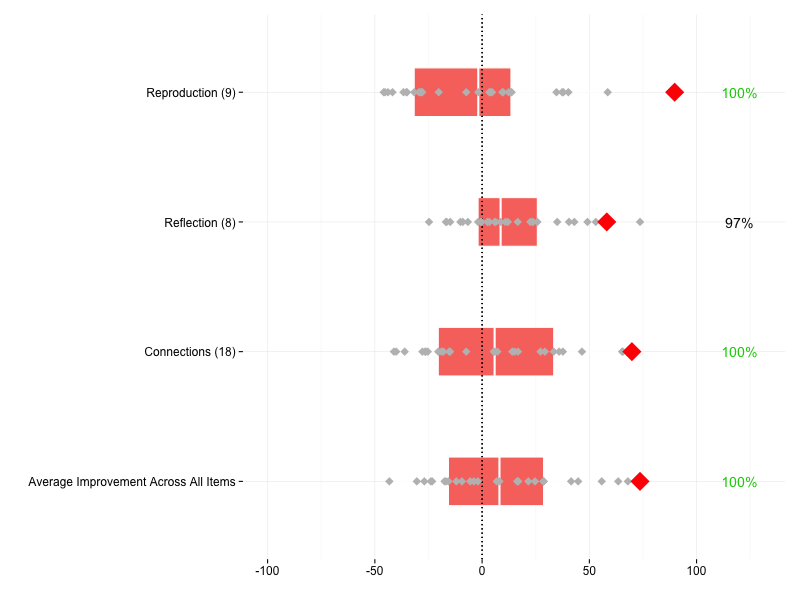 Reproduction (9)
100%
Reflection (8)
97%
Connections (18)
100%
Average Improvement Across All Items
100%
-100
-50
0
50
100